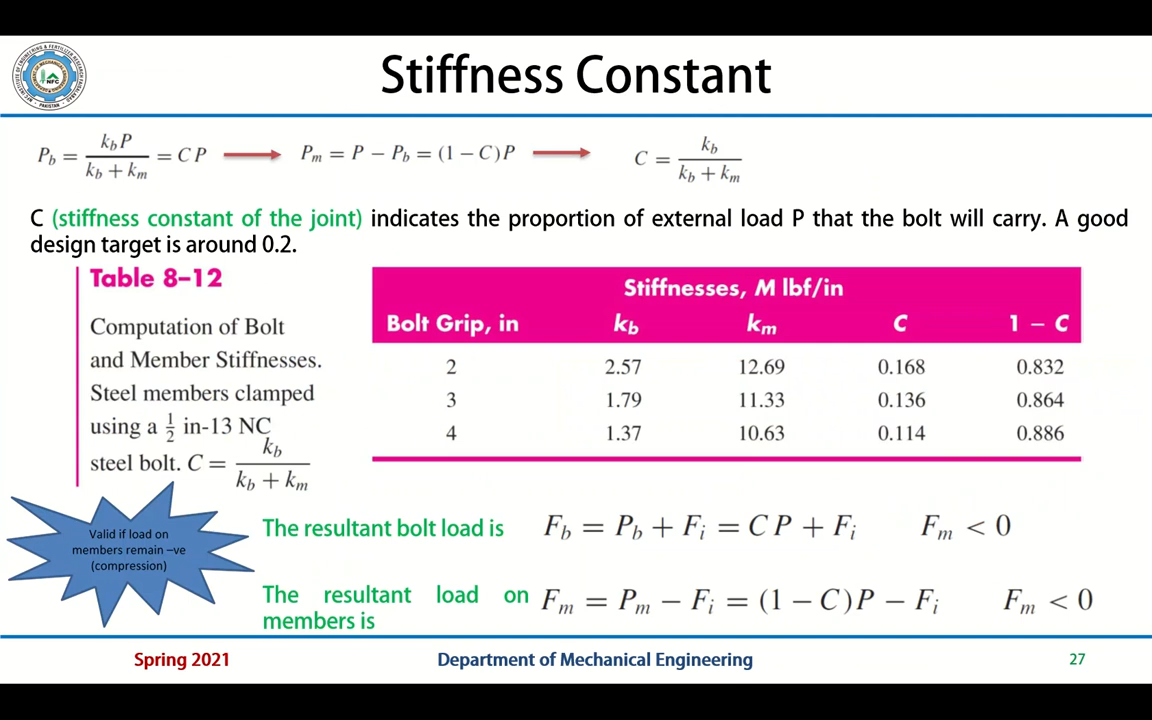 Stiffness Constant
P_b = k_b P / (k_b + k_m) = C P → P_m = P − P_b = (1 − C)P → C = k_b / (k_b + k_m)
C (stiffness constant of the joint) indicates the proportion of external load P that the bolt will carry. A good
design target is around 0.2.
Table 8–12
Computation of Bolt
and Member Stiffnesses.
Steel members clamped
using a 1/2 in-13 NC
steel bolt. C = k_b / (k_b + k_m)
Stiffnesses, M lbf/in
Bolt Grip, in k_b k_m C 1 − C
2 2.57 12.69 0.168 0.832
3 1.79 11.33 0.136 0.864
4 1.37 10.63 0.114 0.886
Valid if load on
members remain –ve
(compression)
The resultant bolt load is F_b = P_b + F_i = C P + F_i F_m < 0
The resultant load on F_m = P_m − F_i = (1 − C)P − F_i F_m < 0
members is
Spring 2021 Department of Mechanical Engineering 27
NFC